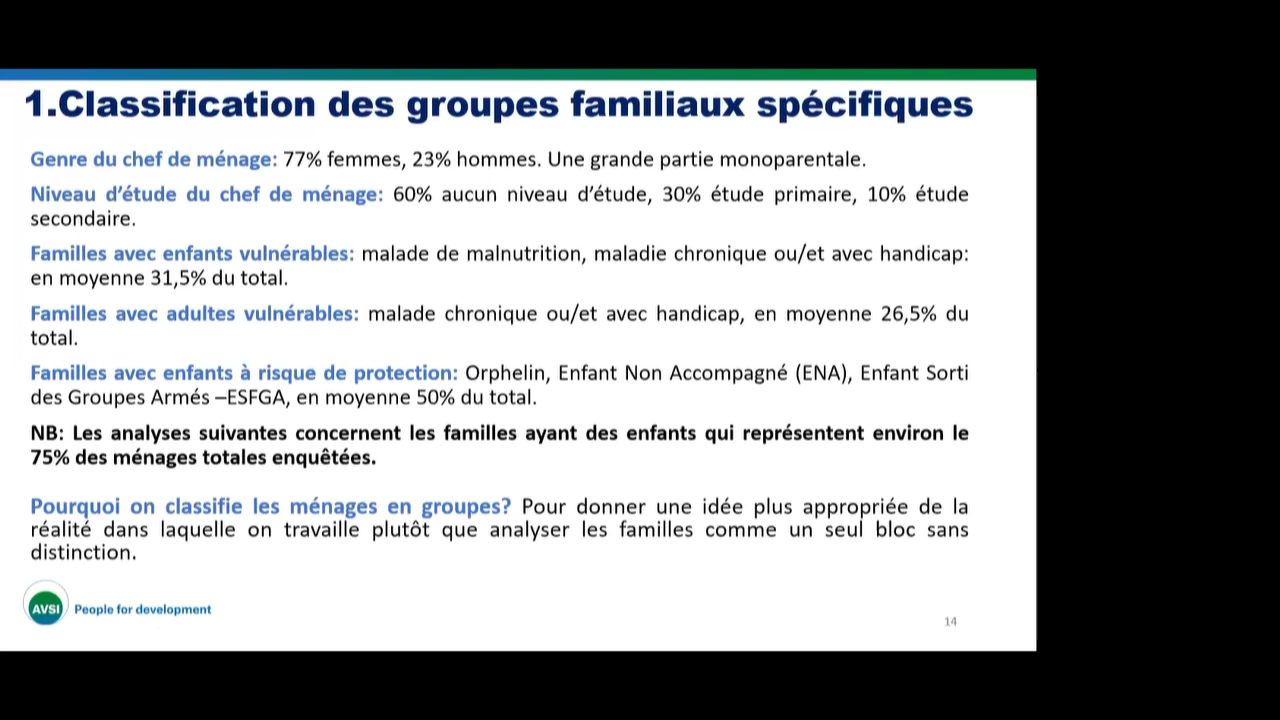 1.Classification des groupes familiaux spécifiques
Genre du chef de ménage: 77% femmes, 23% hommes. Une grande partie monoparentale.
Niveau d’étude du chef de ménage: 60% aucun niveau d’étude, 30% étude primaire, 10% étude
secondaire.
Familles avec enfants vulnérables: malade de malnutrition, maladie chronique ou/et avec handicap:
en moyenne 31,5% du total.
Familles avec adultes vulnérables: malade chronique ou/et avec handicap, en moyenne 26,5% du
total.
Familles avec enfants à risque de protection: Orphelin, Enfant Non Accompagné (ENA), Enfant Sorti
des Groupes Armés –ESFGA, en moyenne 50% du total.
NB: Les analyses suivantes concernent les familles ayant des enfants qui représentent environ le
75% des ménages totales enquêtées.
Pourquoi on classifie les ménages en groupes? Pour donner une idée plus appropriée de la
réalité dans laquelle on travaille plutôt que analyser les familles comme un seul bloc sans
distinction.
AVSI People for development
14